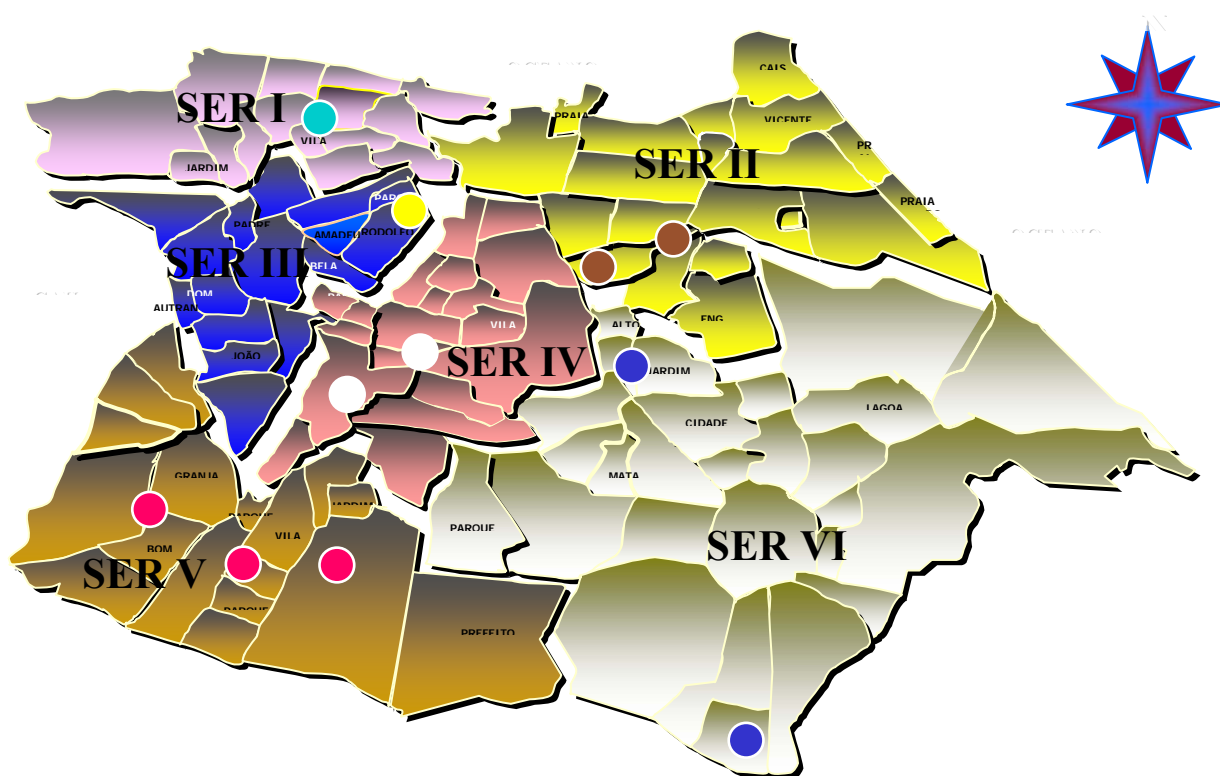 CAIS
PRAIA
VICENTE
SER I
VILA
PR
SER II
JARDIM
PRAIA
PADRE
AMADEU
SER III
BELA
DOM
AUTRAN
VILA
ALTO
ENG
JOÃO
SER IV
JARDIM
LAGOA
CIDADE
GRANJA
MATA
JARDIM
PARQUE
VILA
PARQUE
BOM
SER V
SER VI
PARQUE
PREFEITO